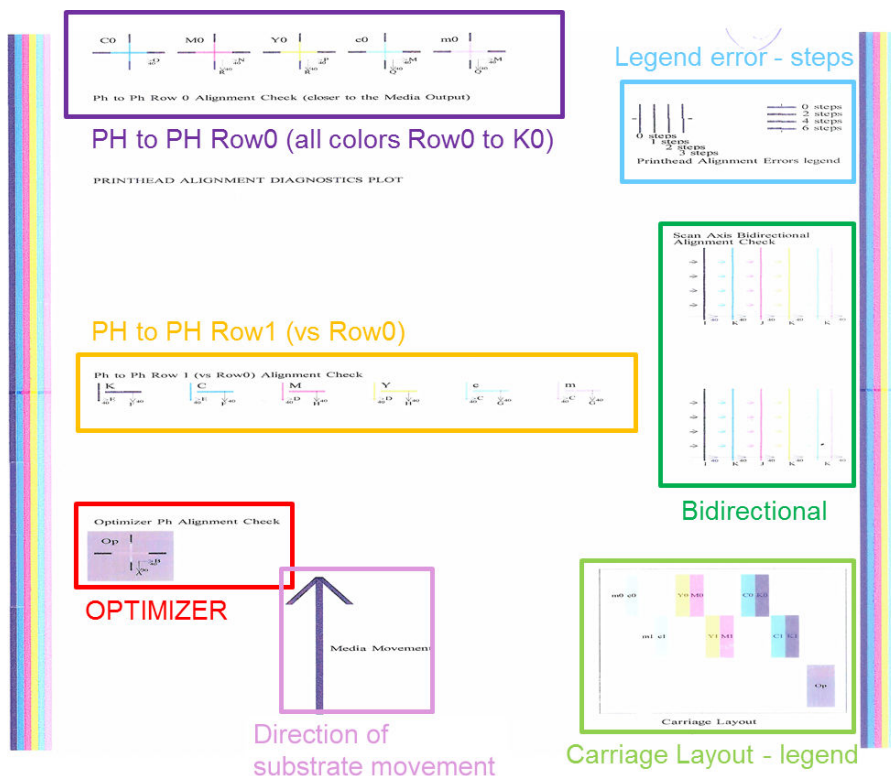 C0 M0 Y0 c0 m0
Ph to Ph Row 0 Alignment Check (closer to the Media Output)
PH to PH Row0 (all colors Row0 to K0)
PRINTHEAD ALIGNMENT DIAGNOSTICS PLOT
Legend error - steps
0 steps
1 steps
2 steps
3 steps
0 steps
2 steps
4 steps
6 steps
Printhead Alignment Errors legend
Scan Axis Bidirectional
Alignment Check
I K J K K
I K J K K
Bidirectional
PH to PH Row1 (vs Row0)
Ph to Ph Row 1 (vs Row0) Alignment Check
K C M Y c m
Optimizer Ph Alignment Check
Op
OPTIMIZER
Media Movemen
Direction of
substrate movement
m0 c0 Y0 M0 C0 K0
m1 c1 Y1 M1 C1 K1
Op
Carriage Layout
Carriage Layout - legend